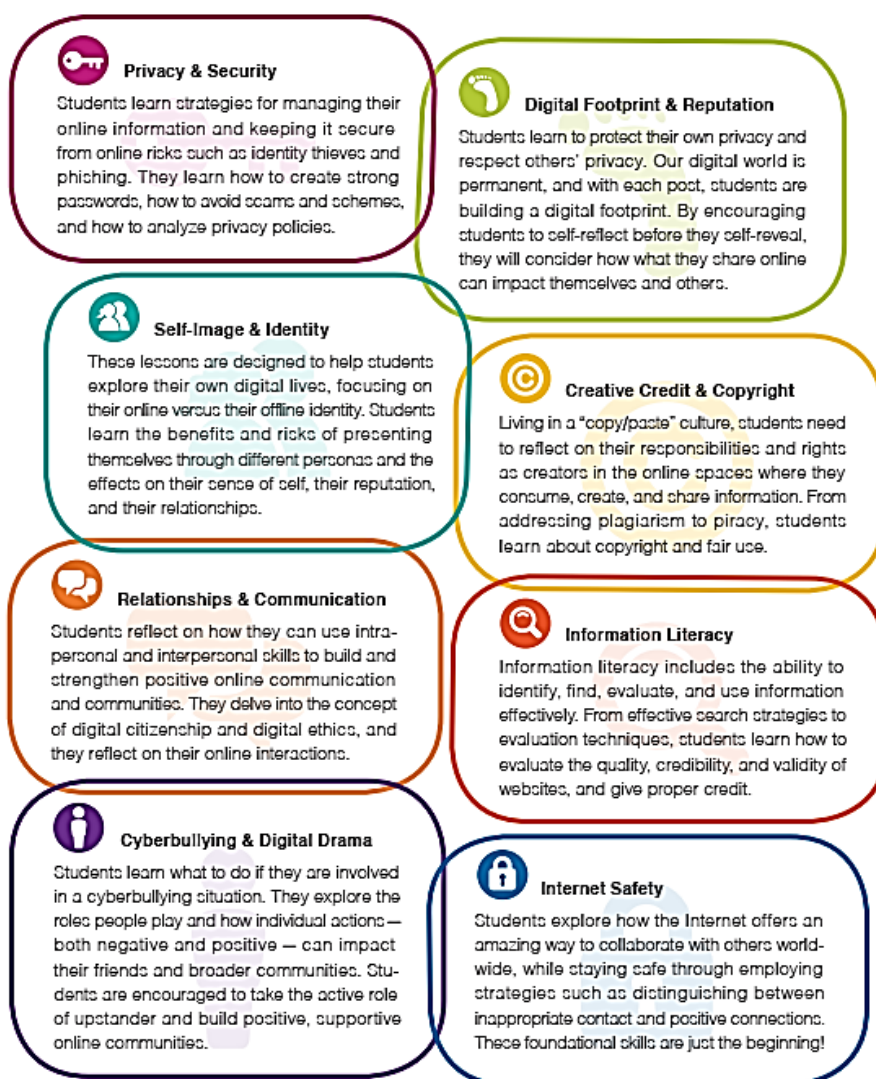 Privacy & Security
Students learn strategies for managing their
online information and keeping it secure
from online risks such as identity thieves and
phishing. They learn how to create strong
passwords, how to avoid scams and schemes,
and how to analyze privacy policies.
Digital Footprint & Reputation
Students learn to protect their own privacy and
respect others' privacy. Our digital world is
permanent, and with each post, students are
building a digital footprint. By encouraging
students to self-reflect before they self-reveal,
they will consider how what they share online
can impact themselves and others.
Self-Image & Identity
These lessons are designed to help students
explore their own digital lives, focusing on
their online versus their offline identity. Students
learn the benefits and risks of presenting
themselves through different personas and the
effects on their sense of self, their reputation,
and their relationships.
Creative Credit & Copyright
Living in a "copy/paste" culture, students need
to reflect on their responsibilities and rights
as creators in the online spaces where they
consume, create, and share information. From
addressing plagiarism to piracy, students
learn about copyright and fair use.
Relationships & Communication
Students reflect on how they can use intra-
personal and interpersonal skills to build and
strengthen positive online communication
and communities. They delve into the concept
of digital citizenship and digital ethics, and
they reflect on their online interactions.
Information Literacy
Information literacy includes the ability to
identify, find, evaluate, and use information
effectively. From effective search strategies to
evaluation techniques, students learn how to
evaluate the quality, credibility, and validity of
websites, and give proper credit.
Cyberbullying & Digital Drama
Students learn what to do if they are involved
in a cyberbullying situation. They explore the
roles people play and how individual actions —
both negative and positive — can impact
their friends and broader communities. Stu-
dents are encouraged to take the active role
of upstander and build positive, supportive
online communities.
Internet Safety
Students explore how the Internet offers an
amazing way to collaborate with others world-
wide, while staying safe through employing
strategies such as distinguishing between
inappropriate contact and positive connections.
These foundational skills are just the beginning!